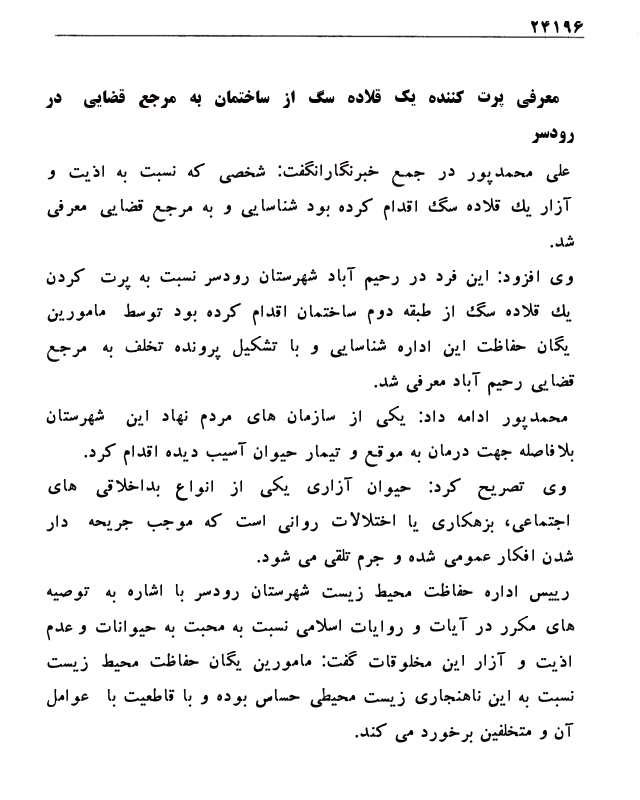 ۲۴۱۹۶
معرفی پرت کننده یک قلاده سگ از ساختمان به مرجع قضایی در
رودسر
علی محمدپور در جمع خبرنگارانگفت: شخصی که نسبت به اذیت و
آزار یك قلاده سگ اقدام کرده بود شناسایی و به مرجع قضایی معرفی
شد.
وی افزود: این فرد در رحیم آباد شهرستان رودسر نسبت به پرت کردن
یك قلاده سگ از طبقه دوم ساختمان اقدام کرده بود توسط مامورین
یگان حفاظت این اداره شناسایی و با تشکیل پرونده تخلف به مرجع
قضایی رحیم آباد معرفی شد.
محمدپور ادامه داد: یکی از سازمان های مردم نهاد این شهرستان
بلافاصله جهت درمان به موقع و تیمار حیوان آسیب دیده اقدام کرد.
وی تصریح کرد: حیوان آزاری یکی از انواع بداخلاقی های
اجتماعی، بزهکاری یا اختلالات روانی است که موجب جریحه دار
شدن افکار عمومی شده و جرم تلقی می شود.
رییس اداره حفاظت محیط زیست شهرستان رودسر با اشاره به توصیه
های مکرر در آیات و روایات اسلامی نسبت به محبت به حیوانات و عدم
اذیت و آزار این مخلوقات گفت: مامورین یگان حفاظت محیط زیست
نسبت به این ناهنجاری زیست محیطی حساس بوده و با قاطعیت با عوامل
آن و متخلفین برخورد می کند.